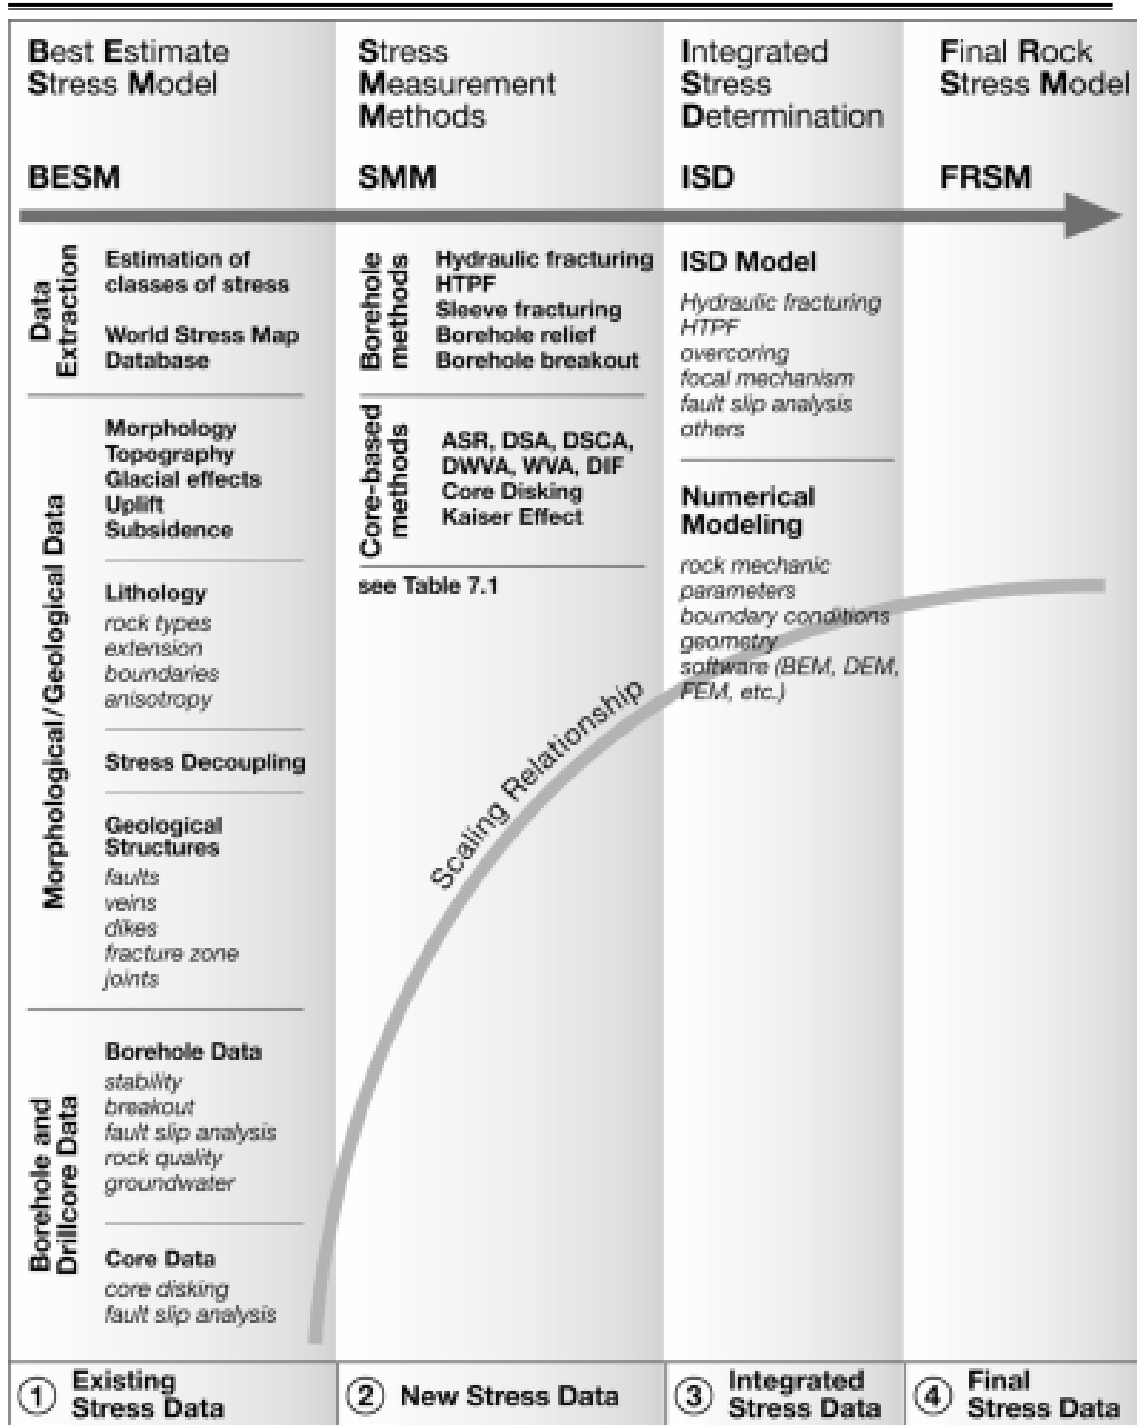 Best Estimate
Stress Model
BESM
Stress
Measurement
Methods
SMM
Integrated
Stress
Determination
ISD
Final Rock
Stress Model
FRSM
Data
Extraction
Estimation of
classes of stress
World Stress Map
Database
Morphological/Geological Data
Morphology
Topography
Glacial effects
Uplift
Subsidence
Lithology
rock types
extension
boundaries
anisotropy
Stress Decoupling
Geological
Structures
faults
veins
dikes
fracture zone
joints
Borehole and
Drillcore Data
Borehole Data
stability
breakout
fault slip analysis
rock quality
groundwater
Core Data
core disking
fault slip analysis
Borehole
methods
Hydraulic fracturing
HTPF
Sleeve fracturing
Borehole relief
Borehole breakout
Core-based
methods
ASR, DSA, DSCA,
DWVA, WVA, DIF
Core Disking
Kaiser Effect
see Table 7.1
Scaling Relationship
ISD Model
Hydraulic fracturing
HTPF
overcoring
focal mechanism
fault slip analysis
others
Numerical
Modeling
rock mechanic
parameters
boundary conditions
geometry
software (BEM, DEM,
FEM, etc.)
1 Existing
Stress Data
2 New Stress Data
3 Integrated
Stress Data
4 Final
Stress Data